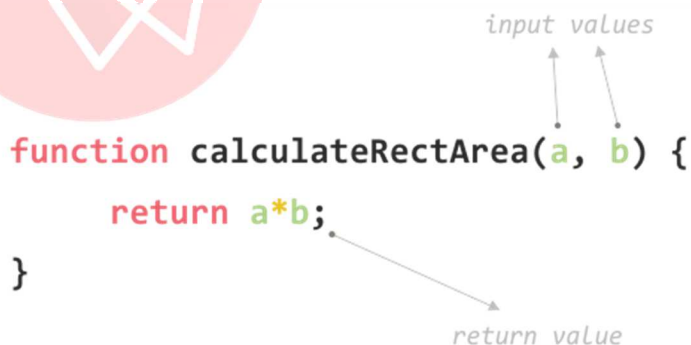 input values
function calculateRectArea(a, b) {
return a*b;
}
return value